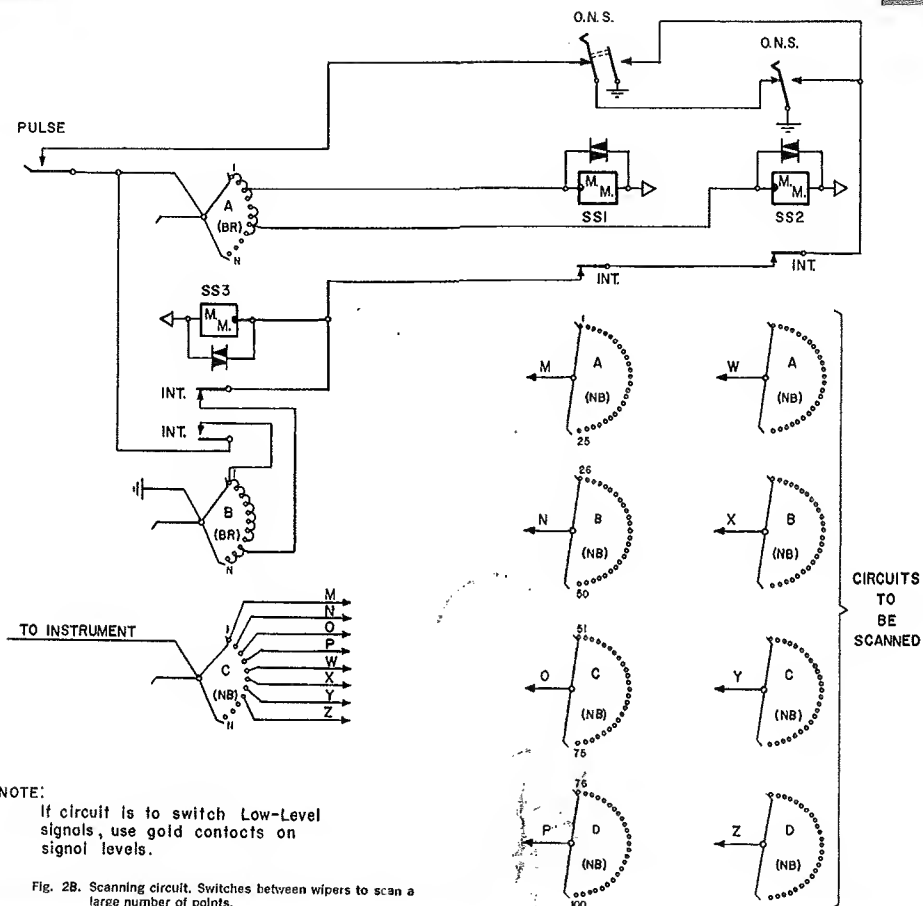 O.N.S.
O.N.S.
PULSE
1
A
(BR)
N
M.
M.
SS1
M.
M.
SS2
INT.
INT.
SS3
M.
M.
INT.
INT.
B
(BR)
N
TO INSTRUMENT
1
C
(NB)
N
M
N
O
P
W
X
Y
Z
1
M
A
(NB)
25
W
A
(NB)
26
N
B
(NB)
50
X
B
(NB)
51
O
C
(NB)
75
Y
C
(NB)
76
P
D
(NB)
100
Z
D
(NB)
CIRCUITS
TO
BE
SCANNED
NOTE:
If circuit is to switch Low-Level
signals, use gold contacts on
signal levels.
Fig. 2B. Scanning circuit. Switches between wipers to scan a
large number of points.